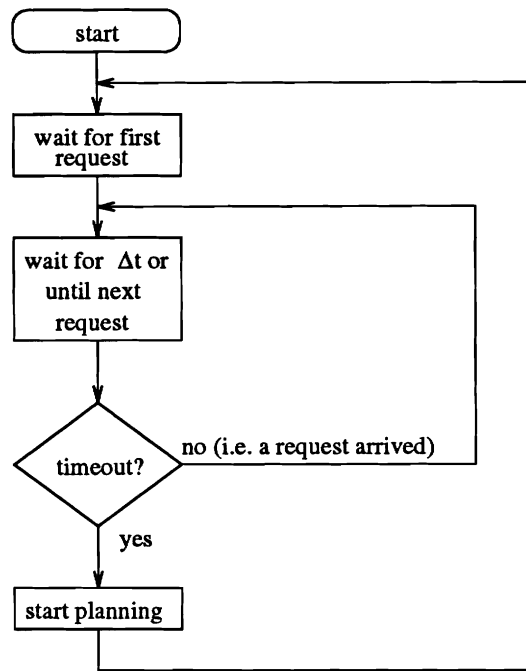 start
wait for first
request
wait for Δt or
until next
request
timeout?
no (i.e. a request arrived)
yes
start planning